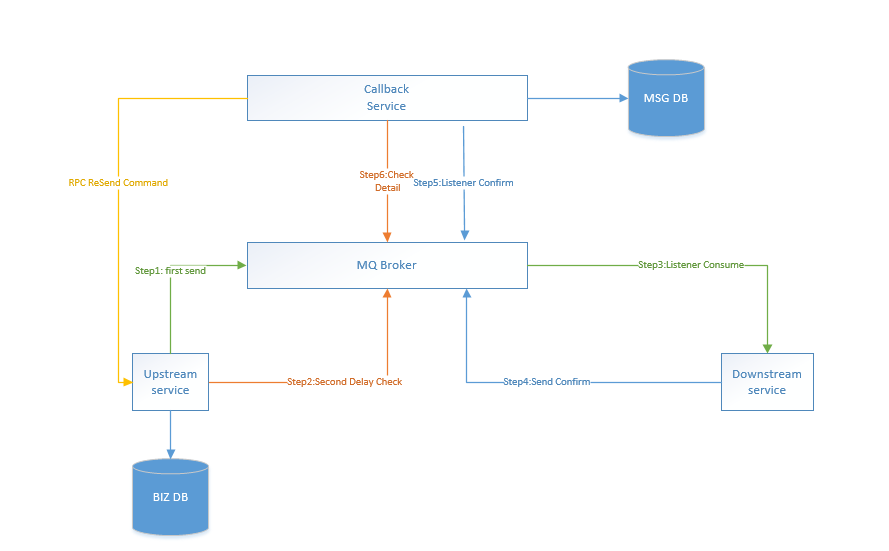 Callback
Service
MSG DB
RPC ReSend Command
Step6:Check
Detail
Step5:Listener Confirm
MQ Broker
Step1: first send
Step3:Listener Consume
Upstream
service
Step2:Second Delay Check
Step4:Send Confirm
Downstream
service
BIZ DB